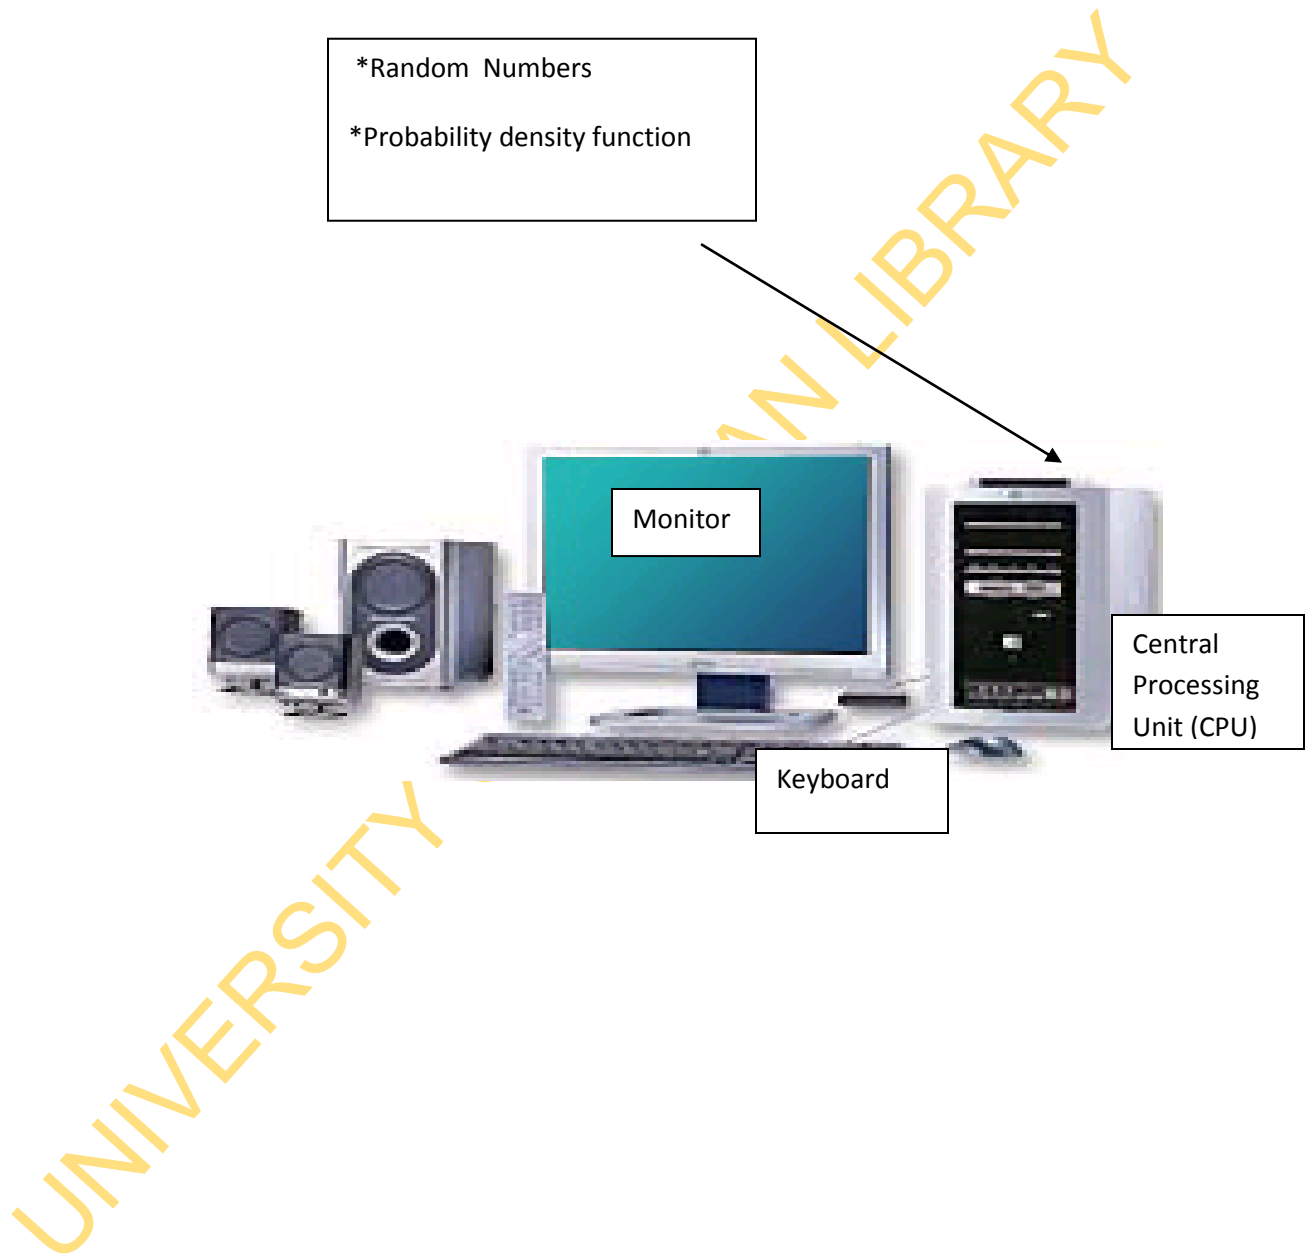 *Random Numbers
*Probability density function
Monitor
Central
Processing
Unit (CPU)
Keyboard
UNIVERSITY
AN LIBRARY